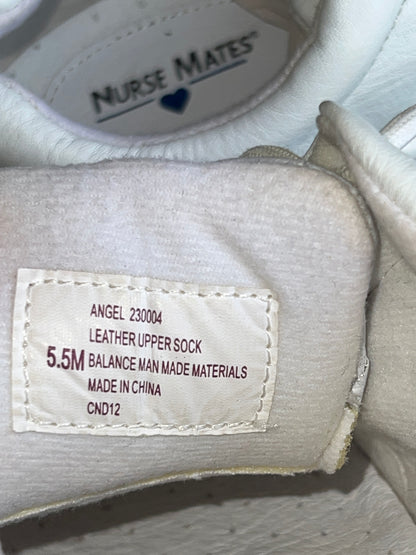 NURSE MATES
ANGEL 230004
LEATHER UPPER SOCK
5.5M BALANCE MAN MADE MATERIALS
MADE IN CHINA
CND12